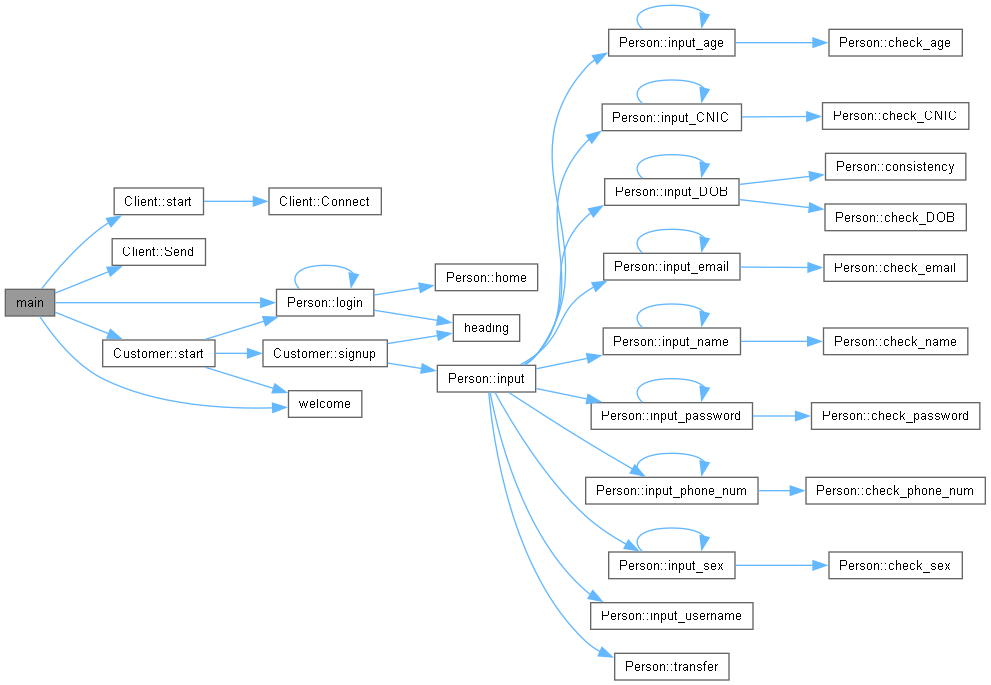 main
Client::start
Client::Send
Customer::start
Client::Connect
Person::login
Customer::signup
welcome
Person::home
heading
Person::input
Person::input_age
Person::input_CNIC
Person::input_DOB
Person::input_email
Person::input_name
Person::input_password
Person::input_phone_num
Person::input_sex
Person::input_username
Person::transfer
Person::check_age
Person::check_CNIC
Person::consistency
Person::check_DOB
Person::check_email
Person::check_name
Person::check_password
Person::check_phone_num
Person::check_sex